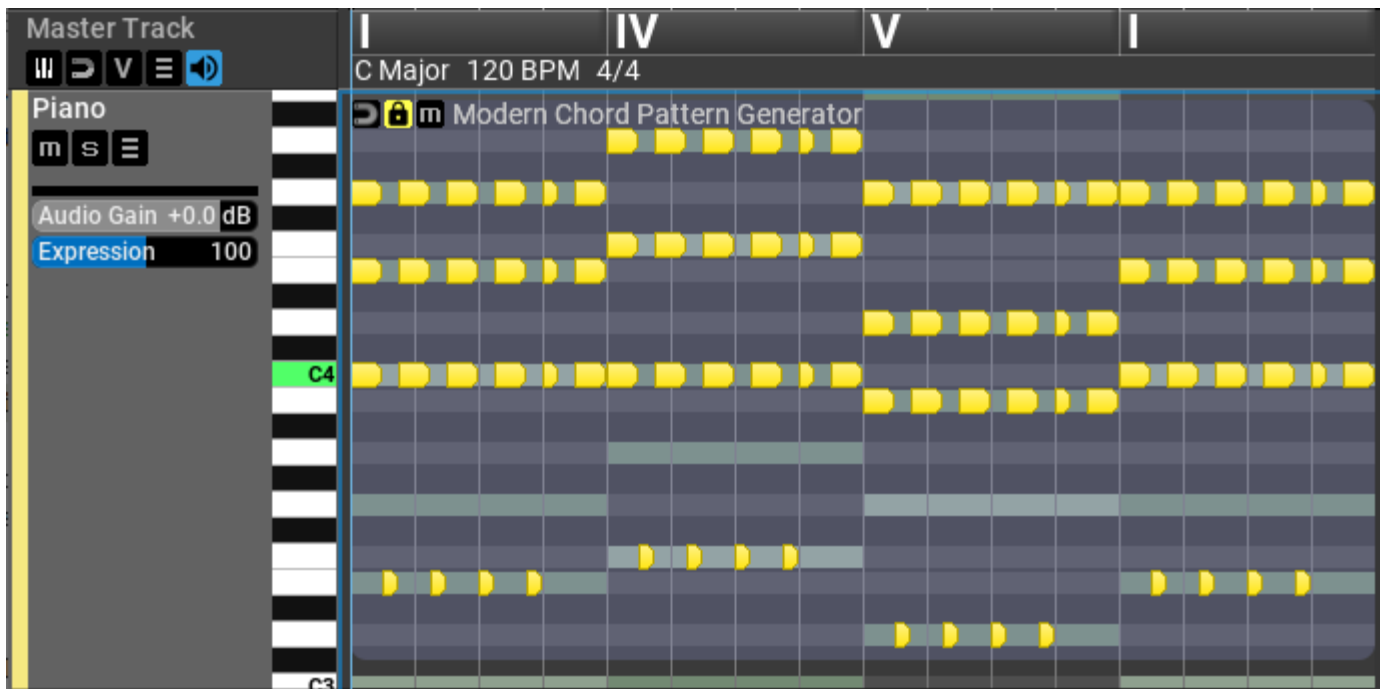 Master Track
V
I IV V I
C Major 120 BPM 4/4
Piano
m s
m Modern Chord Pattern Generator
Audio Gain +0.0 dB
Expression 100
C4
C3